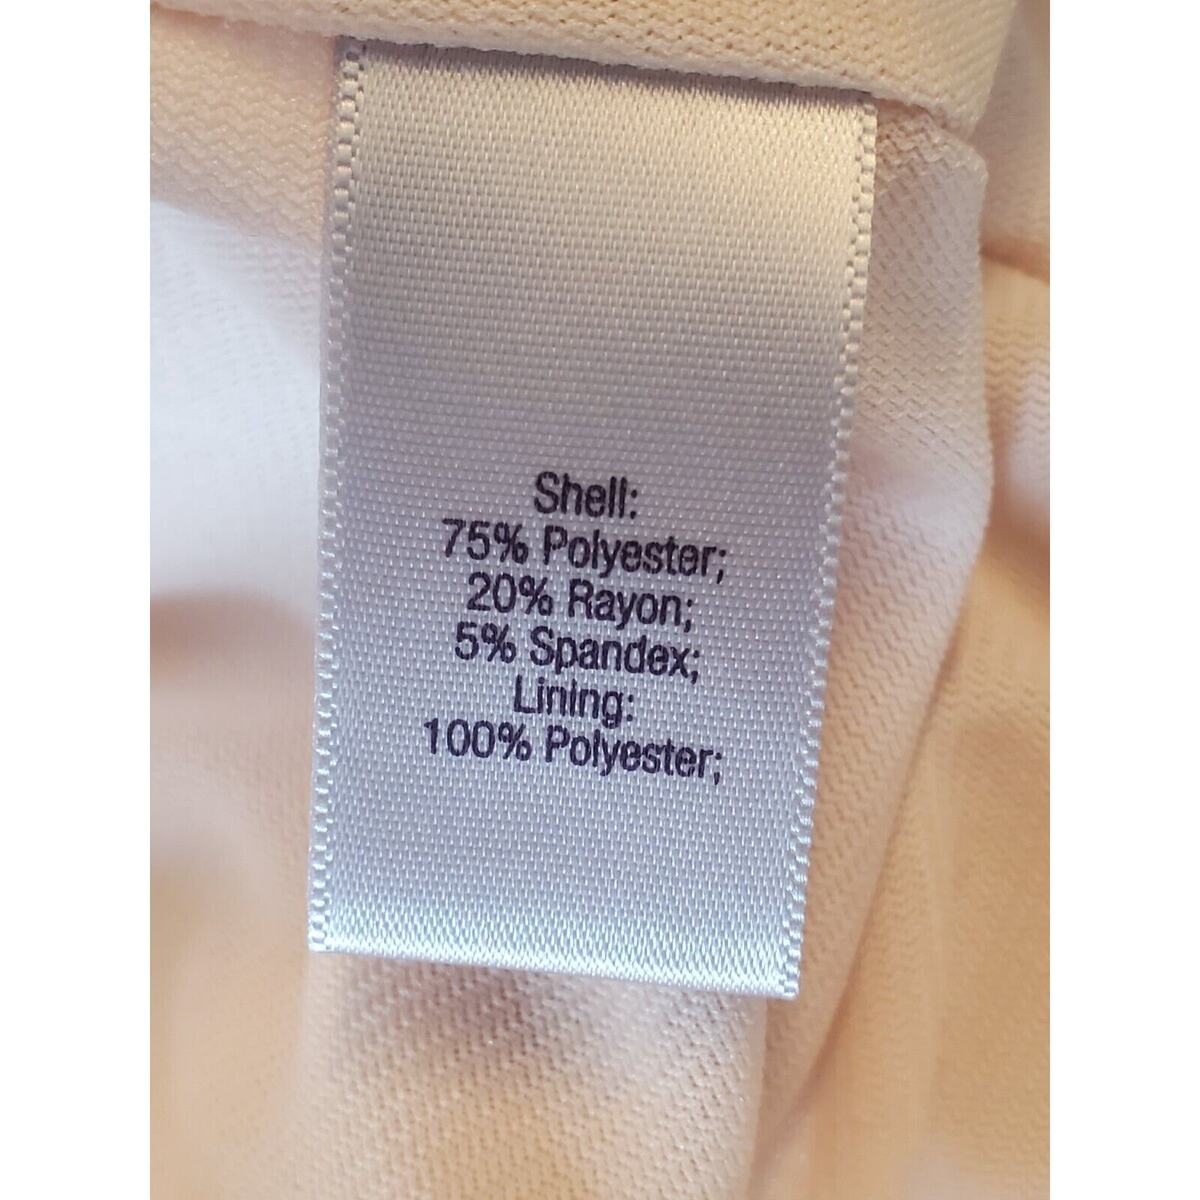 Shell:
75% Polyester;
20% Rayon;
5% Spandex;
Lining:
100% Polyester;